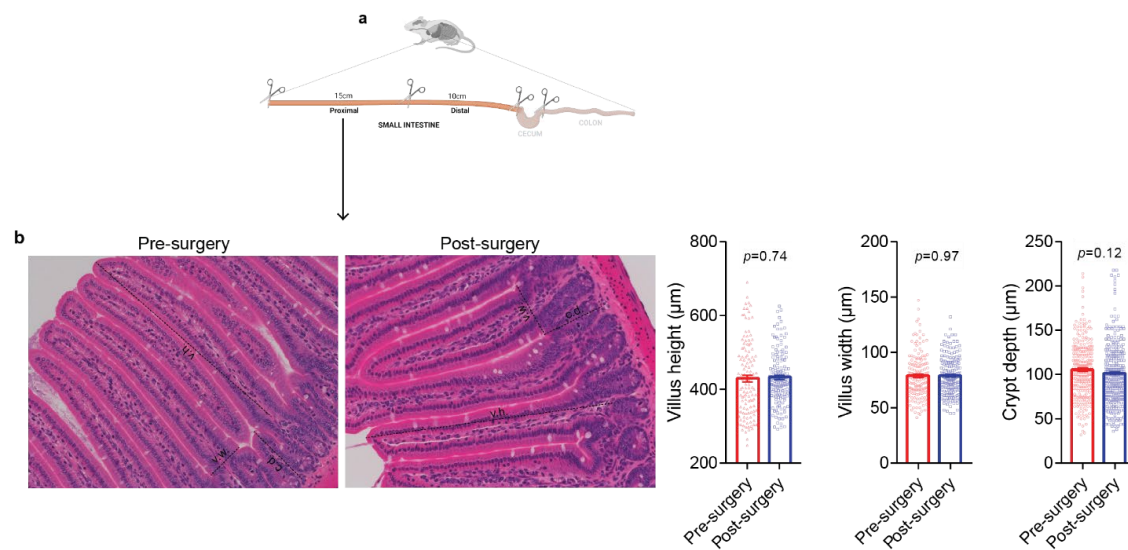 a
15cm
10cm
Proximal
Distal
SMALL INTESTINE
CECUM
COLON
b
Pre-surgery
Post-surgery
v.h.
v.w.
c.d.
v.w.
c.d.
v.h.
Villus height (µm)
800
600
400
200
p=0.74
Pre-surgery
Post-surgery
Villus width (µm)
200
150
100
50
0
p=0.97
Pre-surgery
Post-surgery
Crypt depth (µm)
250
200
150
100
50
0
p=0.12
Pre-surgery
Post-surgery